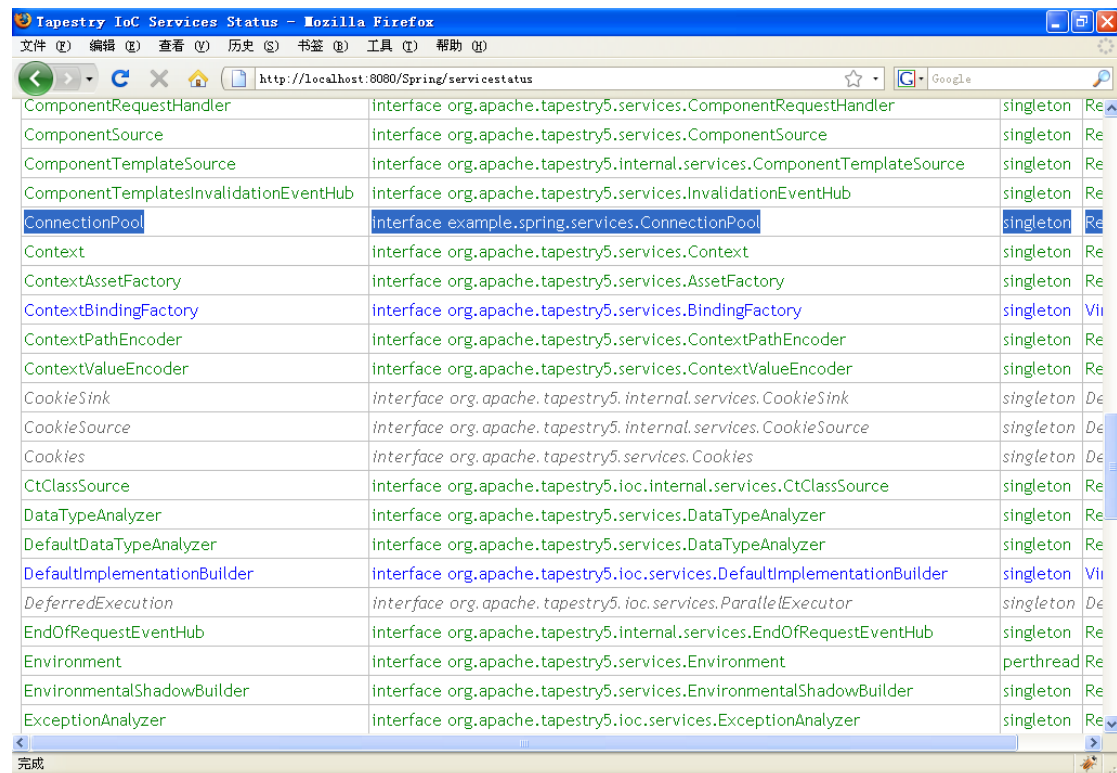 Tapestry IoC Services Status - Mozilla Firefox
文件 (F) 编辑 (E) 查看 (V) 历史 (S) 书签 (B) 工具 (T) 帮助 (H)
http://localhost:8080/Spring/servicestatus G Google
ComponentRequestHandler interface org.apache.tapestry5.services.ComponentRequestHandler singleton Re
ComponentSource interface org.apache.tapestry5.services.ComponentSource singleton Re
ComponentTemplateSource interface org.apache.tapestry5.internal.services.ComponentTemplateSource singleton Re
ComponentTemplatesInvalidationEventHub interface org.apache.tapestry5.services.InvalidationEventHub singleton Re
ConnectionPool interface example.spring.services.ConnectionPool singleton Re
Context interface org.apache.tapestry5.services.Context singleton Re
ContextAssetFactory interface org.apache.tapestry5.services.AssetFactory singleton Re
ContextBindingFactory interface org.apache.tapestry5.services.BindingFactory singleton Vir
ContextPathEncoder interface org.apache.tapestry5.services.ContextPathEncoder singleton Re
ContextValueEncoder interface org.apache.tapestry5.services.ContextValueEncoder singleton Re
CookieSink interface org.apache.tapestry5.internal.services.CookieSink singleton De
CookieSource interface org.apache.tapestry5.internal.services.CookieSource singleton De
Cookies interface org.apache.tapestry5.services.Cookies singleton De
CtClassSource interface org.apache.tapestry5.ioc.internal.services.CtClassSource singleton Re
DataTypeAnalyzer interface org.apache.tapestry5.services.DataTypeAnalyzer singleton Re
DefaultDataTypeAnalyzer interface org.apache.tapestry5.services.DataTypeAnalyzer singleton Re
DefaultImplementationBuilder interface org.apache.tapestry5.ioc.services.DefaultImplementationBuilder singleton Vir
DeferredExecution interface org.apache.tapestry5.ioc.services.ParallelExecutor singleton De
EndOfRequestEventHub interface org.apache.tapestry5.internal.services.EndOfRequestEventHub singleton Re
Environment interface org.apache.tapestry5.services.Environment perthread Re
EnvironmentalShadowBuilder interface org.apache.tapestry5.services.EnvironmentalShadowBuilder singleton Re
ExceptionAnalyzer interface org.apache.tapestry5.ioc.services.ExceptionAnalyzer singleton Re
完成